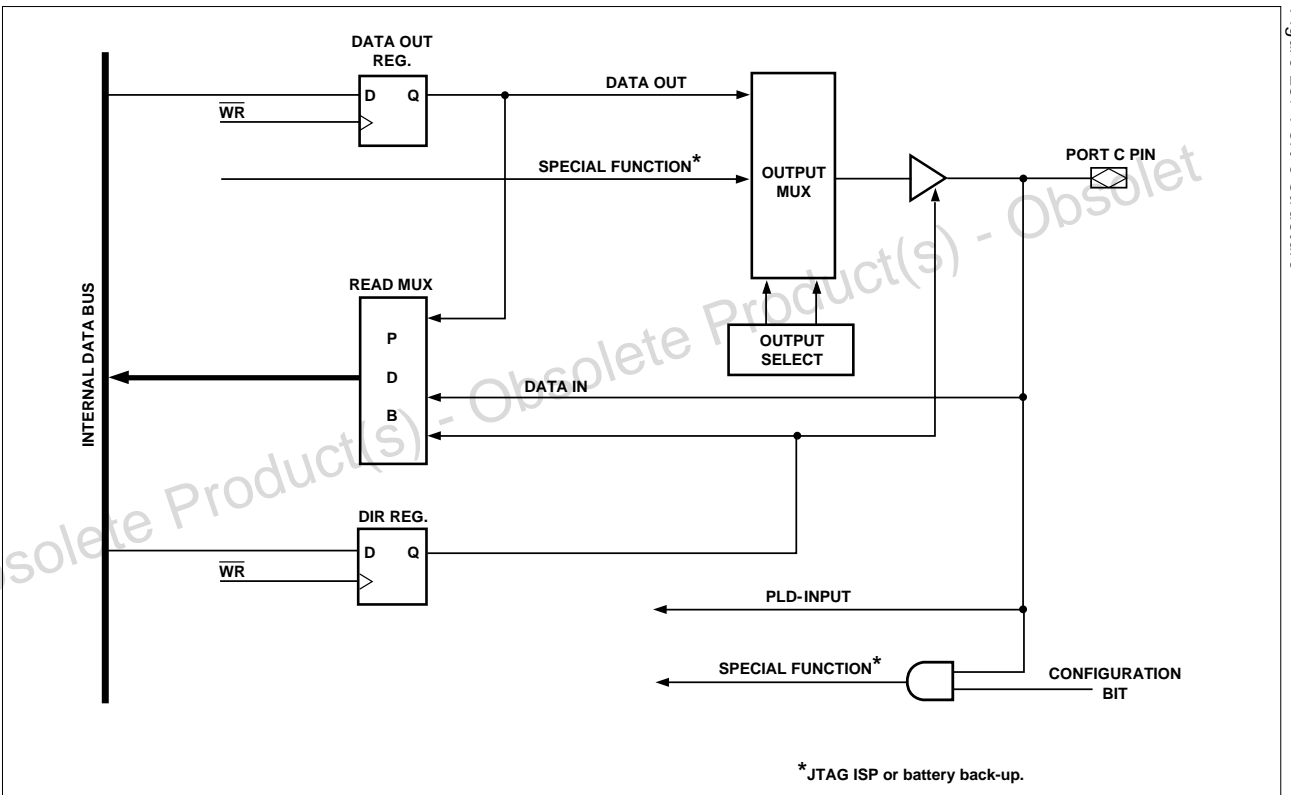 DATA OUT
REG.
D Q
WR
DATA OUT
SPECIAL FUNCTION*
OUTPUT
MUX
PORT C PIN
OUTPUT
SELECT
READ MUX
P
D
B
DATA IN
INTERNAL DATA BUS
DIR REG.
D Q
WR
PLD-INPUT
SPECIAL FUNCTION*
CONFIGURATION
BIT
*JTAG ISP or battery back-up.
Obsolete Product(s) - Obsolete Product(s) - Obsolet